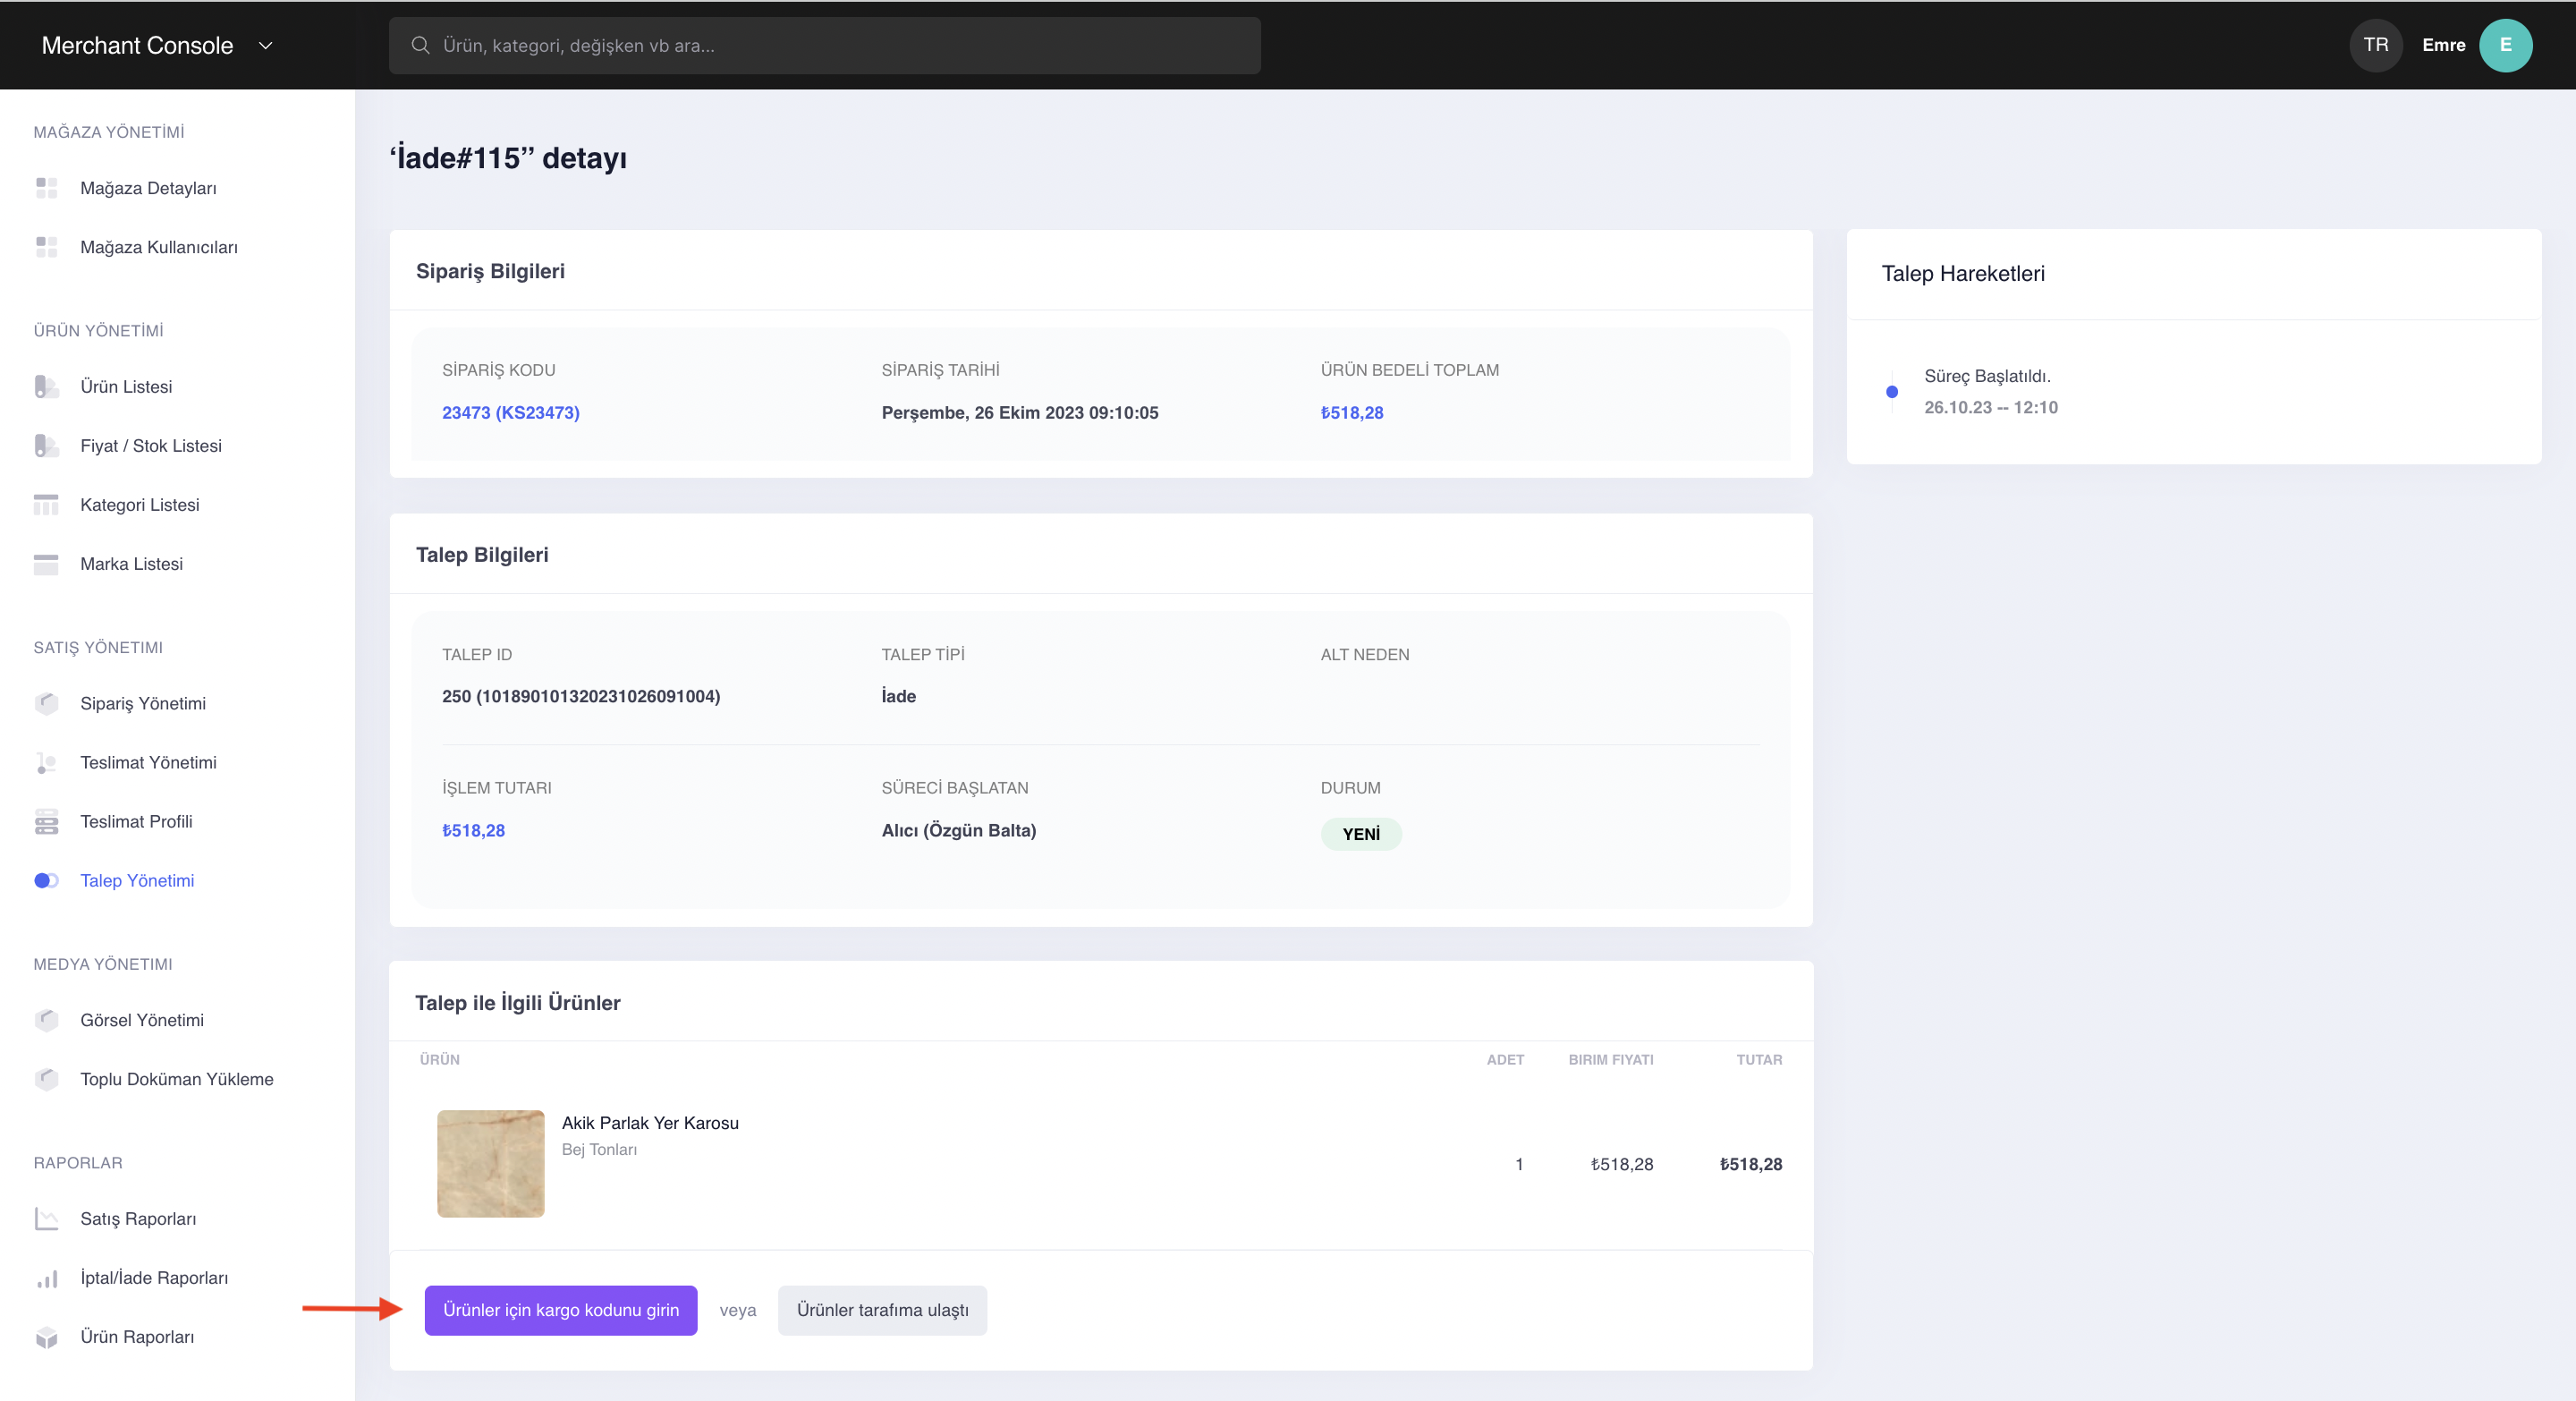 Merchant Console
Ürün, kategori, değişken vb ara...
TR
Emre
E
MAĞAZA YÖNETİMİ
Mağaza Detayları
Mağaza Kullanıcıları
ÜRÜN YÖNETİMİ
Ürün Listesi
Fiyat / Stok Listesi
Kategori Listesi
Marka Listesi
SATIŞ YÖNETIMI
Sipariş Yönetimi
Teslimat Yönetimi
Teslimat Profili
Talep Yönetimi
MEDYA YÖNETIMI
Görsel Yönetimi
Toplu Doküman Yükleme
RAPORLAR
Satış Raporları
İptal/İade Raporları
Ürün Raporları
‘İade#115’’ detayı
Sipariş Bilgileri
SİPARİŞ KODU
SİPARİŞ TARİHİ
ÜRÜN BEDELİ TOPLAM
23473 (KS23473)
Perşembe, 26 Ekim 2023 09:10:05
₺518,28
Talep Bilgileri
TALEP ID
TALEP TİPİ
ALT NEDEN
250 (101890101320231026091004)
İade
İŞLEM TUTARI
SÜRECİ BAŞLATAN
DURUM
₺518,28
Alıcı (Özgün Balta)
YENİ
Talep ile İlgili Ürünler
ÜRÜN
ADET
BIRIM FIYATI
TUTAR
Akik Parlak Yer Karosu
Bej Tonları
1
₺518,28
₺518,28
Ürünler için kargo kodunu girin
veya
Ürünler tarafıma ulaştı
Talep Hareketleri
Süreç Başlatıldı.
26.10.23 -- 12:10